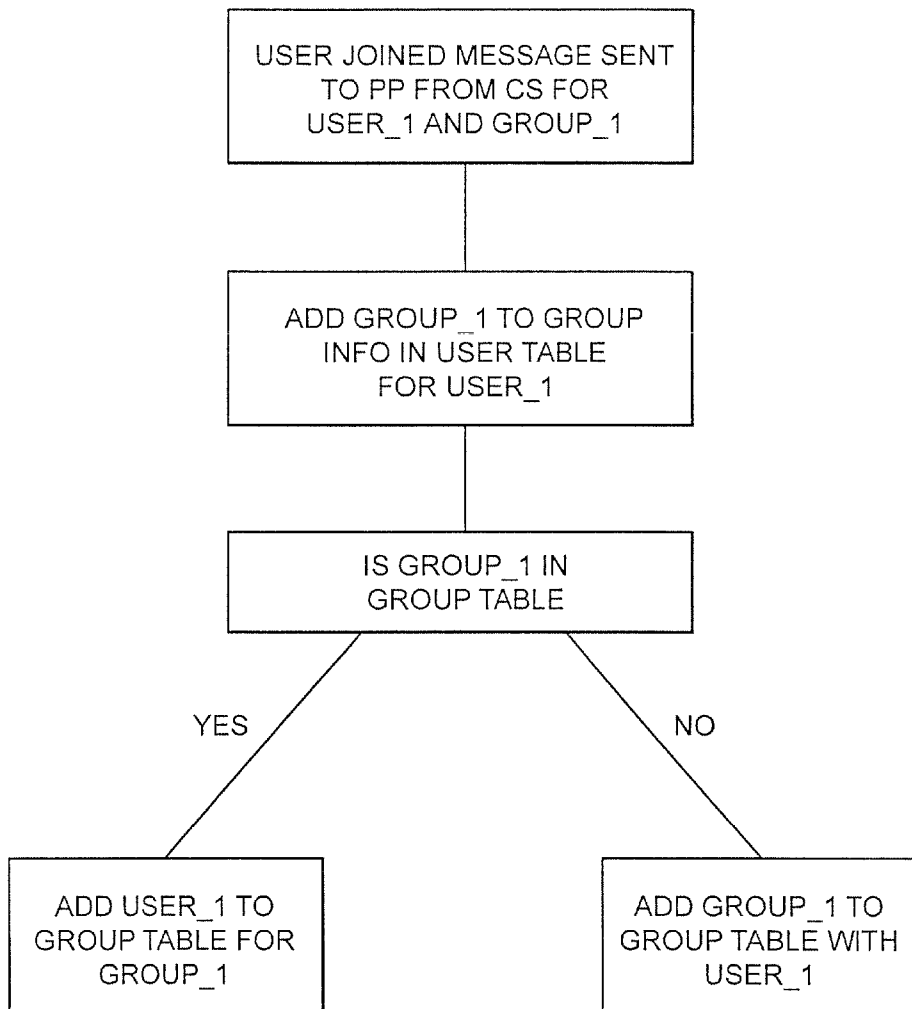 USER JOINED MESSAGE SENT
TO PP FROM CS FOR
USER_1 AND GROUP_1
ADD GROUP_1 TO GROUP
INFO IN USER TABLE
FOR USER_1
IS GROUP_1 IN
GROUP TABLE
YES
NO
ADD USER_1 TO
GROUP TABLE FOR
GROUP_1
ADD GROUP_1 TO
GROUP TABLE WITH
USER_1